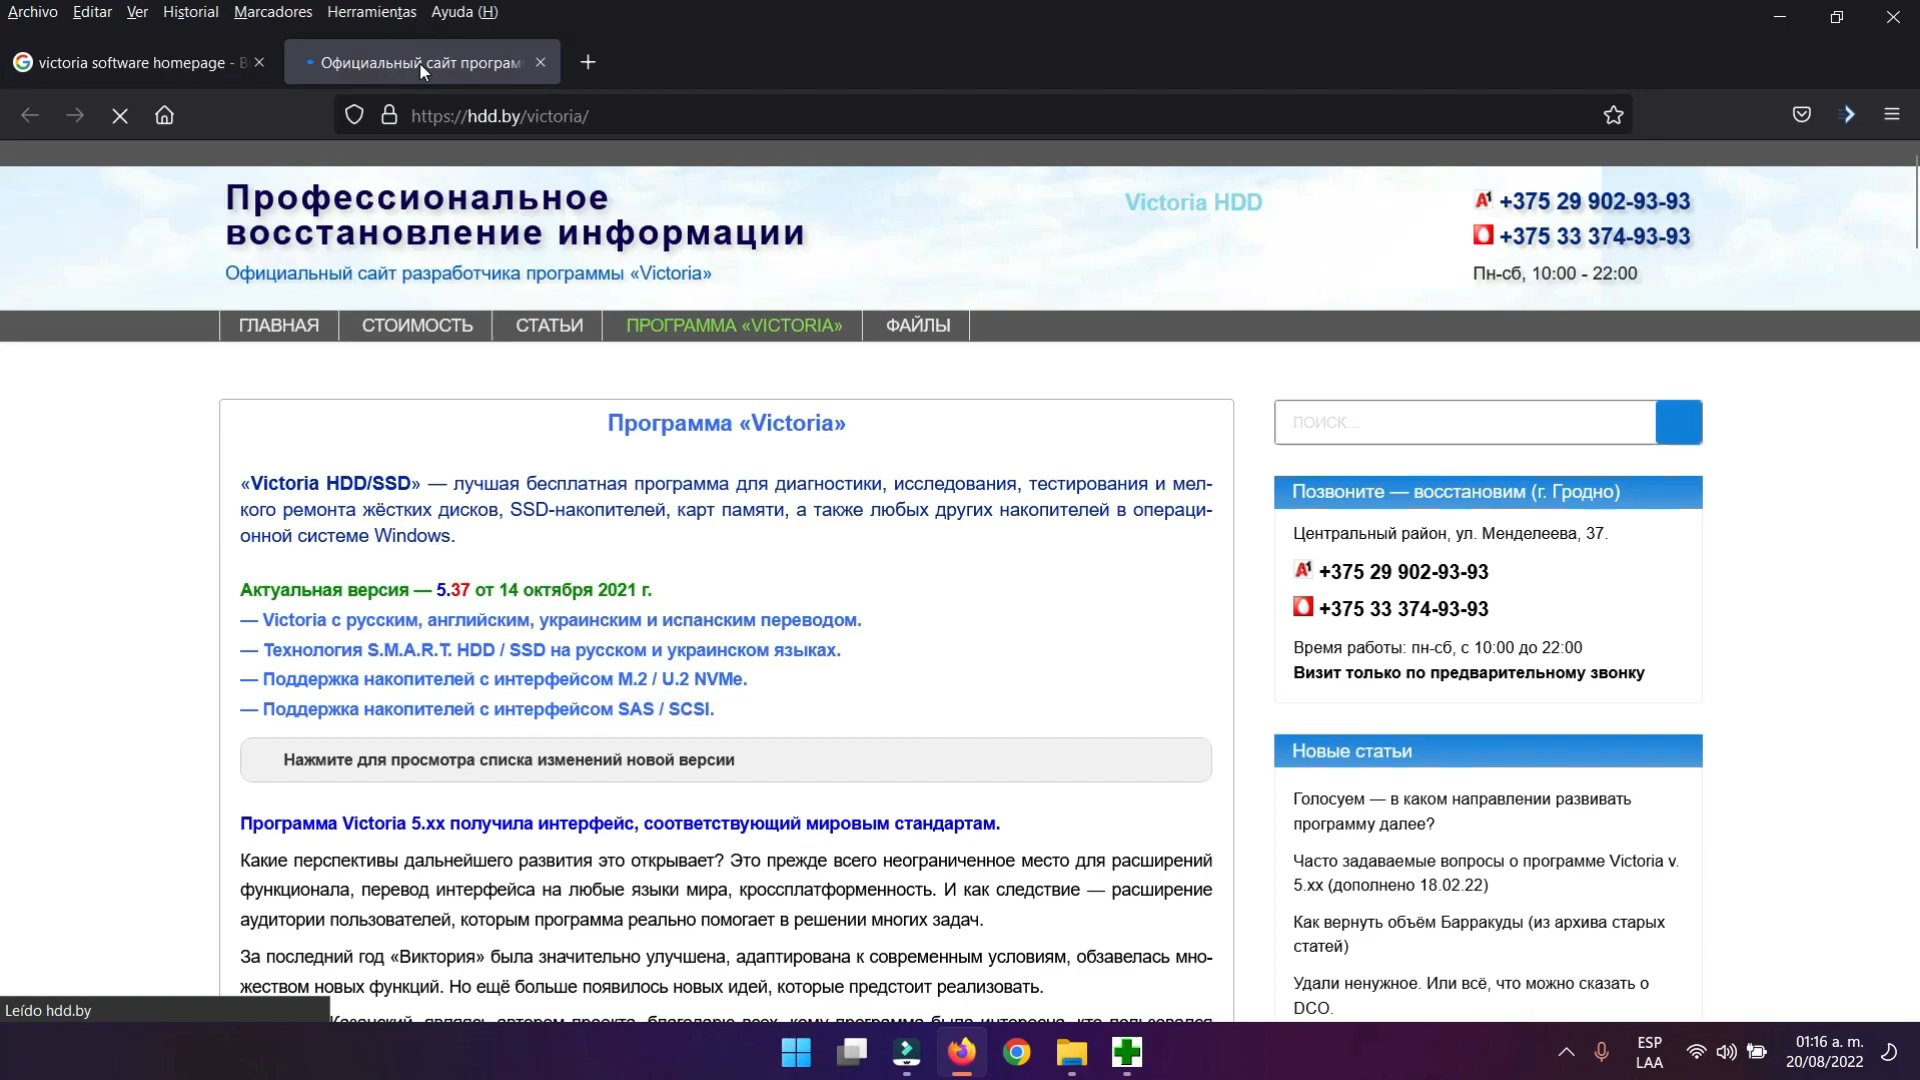 Archivo Editar Ver Historial Marcadores Herramientas Ayuda (H)
victoria software homepage - B
Официальный сайт програм
https://hdd.by/victoria/
Профессиональное
восстановление информации
Официальный сайт разработчика программы «Victoria»
Victoria HDD
+375 29 902-93-93
+375 33 374-93-93
Пн-сб, 10:00 - 22:00
ГЛАВНАЯ СТОИМОСТЬ СТАТЬИ ПРОГРАММА «VICTORIA» ФАЙЛЫ
Программа «Victoria»
«Victoria HDD/SSD» — лучшая бесплатная программа для диагностики, исследования, тестирования и мел-
кого ремонта жёстких дисков, SSD-накопителей, карт памяти, а также любых других накопителей в операци-
онной системе Windows.
Актуальная версия — 5.37 от 14 октября 2021 г.
— Victoria с русским, английским, украинским и испанским переводом.
— Технология S.M.A.R.T. HDD / SSD на русском и украинском языках.
— Поддержка накопителей с интерфейсом M.2 / U.2 NVMe.
— Поддержка накопителей с интерфейсом SAS / SCSI.
Нажмите для просмотра списка изменений новой версии
Программа Victoria 5.xx получила интерфейс, соответствующий мировым стандартам.
Какие перспективы дальнейшего развития это открывает? Это прежде всего неограниченное место для расширений
функционала, перевод интерфейса на любые языки мира, кроссплатформенность. И как следствие — расширение
аудитории пользователей, которым программа реально помогает в решении многих задач.
За последний год «Виктория» была значительно улучшена, адаптирована к современным условиям, обзавелась мно-
жеством новых функций. Но ещё больше появилось новых идей, которые предстоит реализовать.
Казанский, являясь автором проекта, благодарю всех, кому программа была интересна, кто пользовался
ПОИСК...
Позвоните — восстановим (г. Гродно)
Центральный район, ул. Менделеева, 37.
+375 29 902-93-93
+375 33 374-93-93
Время работы: пн-сб, с 10:00 до 22:00
Визит только по предварительному звонку
Новые статьи
Голосуем — в каком направлении развивать
программу далее?
Часто задаваемые вопросы о программе Victoria v.
5.xx (дополнено 18.02.22)
Как вернуть объём Барракуды (из архива старых
статей)
Удали ненужное. Или всё, что можно сказать о
DCO.
Leído hdd.by
ESP
LAA
01:16 a. m.
20/08/2022